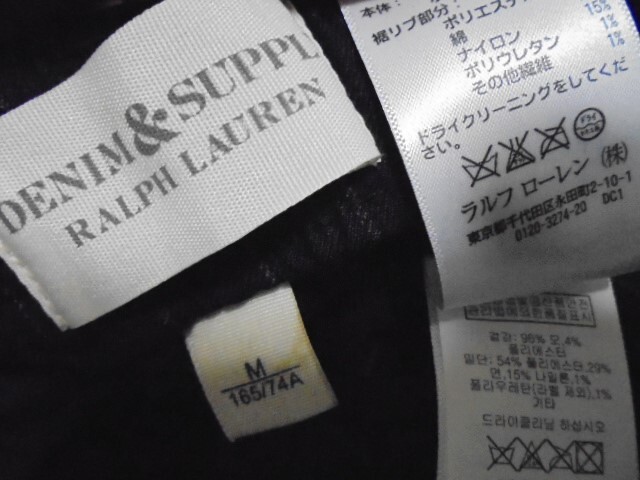 DENIM&SUPPL
RALPH LAUREN
M
165/74A
本体:
裾リブ部分: ポリエステ
綿 15%
ナイロン 1%
ポリウレタン 1%
その他繊維
ドライクリーニングをしてくだ
さい。
ドライ
ラルフ ローレン (株)
東京都千代田区永田町2-10-1
0120-3274-20 DC1
겉감: 96% 모,4%
폴리에스터
밑단: 54% 폴리에스터,29%
면,15% 나일론,1%
폴리우레탄(라벨 제외),1%
기타
드라이클리닝 하십시오